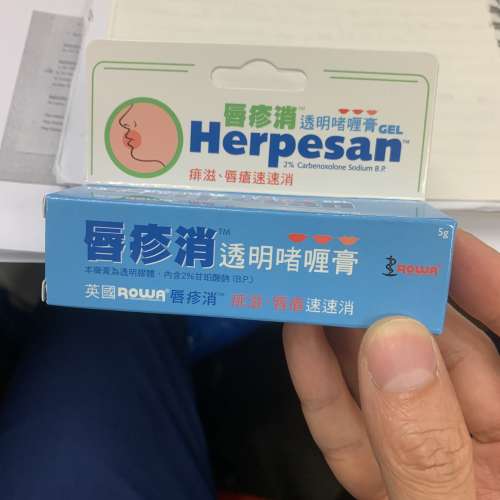 唇疹消™
透明啫喱膏GEL
Herpesan™
2% Carbenoxolone Sodium B.P.
痱滋、唇瘡速速消
唇疹消™
透明啫喱膏
5g
ROWA®
本藥膏為透明膠體，內含2%甘珀酸鈉（B.P.）
英國ROWA®唇疹消™ 痱滋、唇瘡速速消